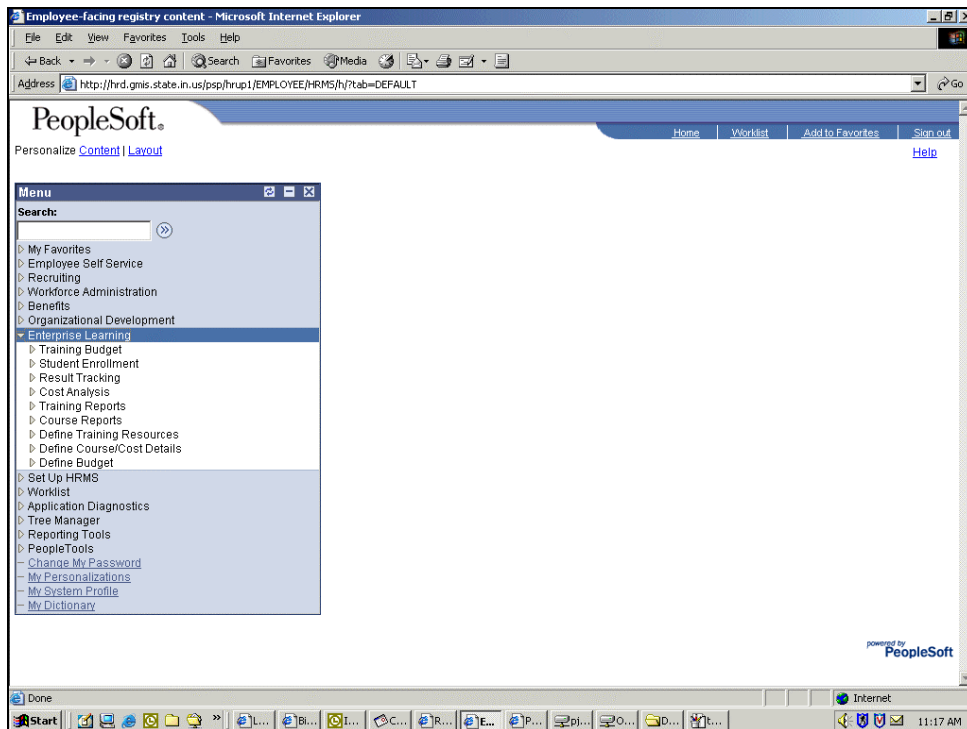 Employee-facing registry content - Microsoft Internet Explorer
File Edit View Favorites Tools Help
Back Search Favorites Media
Address http://hrd.gmis.state.in.us/psp/hrup1/EMPLOYEE/HRMS/h/?tab=DEFAULT Go
PeopleSoft.
Home Worklist Add to Favorites Sign out
Personalize Content | Layout Help
Menu
Search:
My Favorites
Employee Self Service
Recruiting
Workforce Administration
Benefits
Organizational Development
Enterprise Learning
Training Budget
Student Enrollment
Result Tracking
Cost Analysis
Training Reports
Course Reports
Define Training Resources
Define Course/Cost Details
Define Budget
Set Up HRMS
Worklist
Application Diagnostics
Tree Manager
Reporting Tools
PeopleTools
Change My Password
My Personalizations
My System Profile
My Dictionary
powered by
PeopleSoft
Done Internet
Start » L... Bi... I... C... R... E... P... pj... O... D... t... 11:17 AM